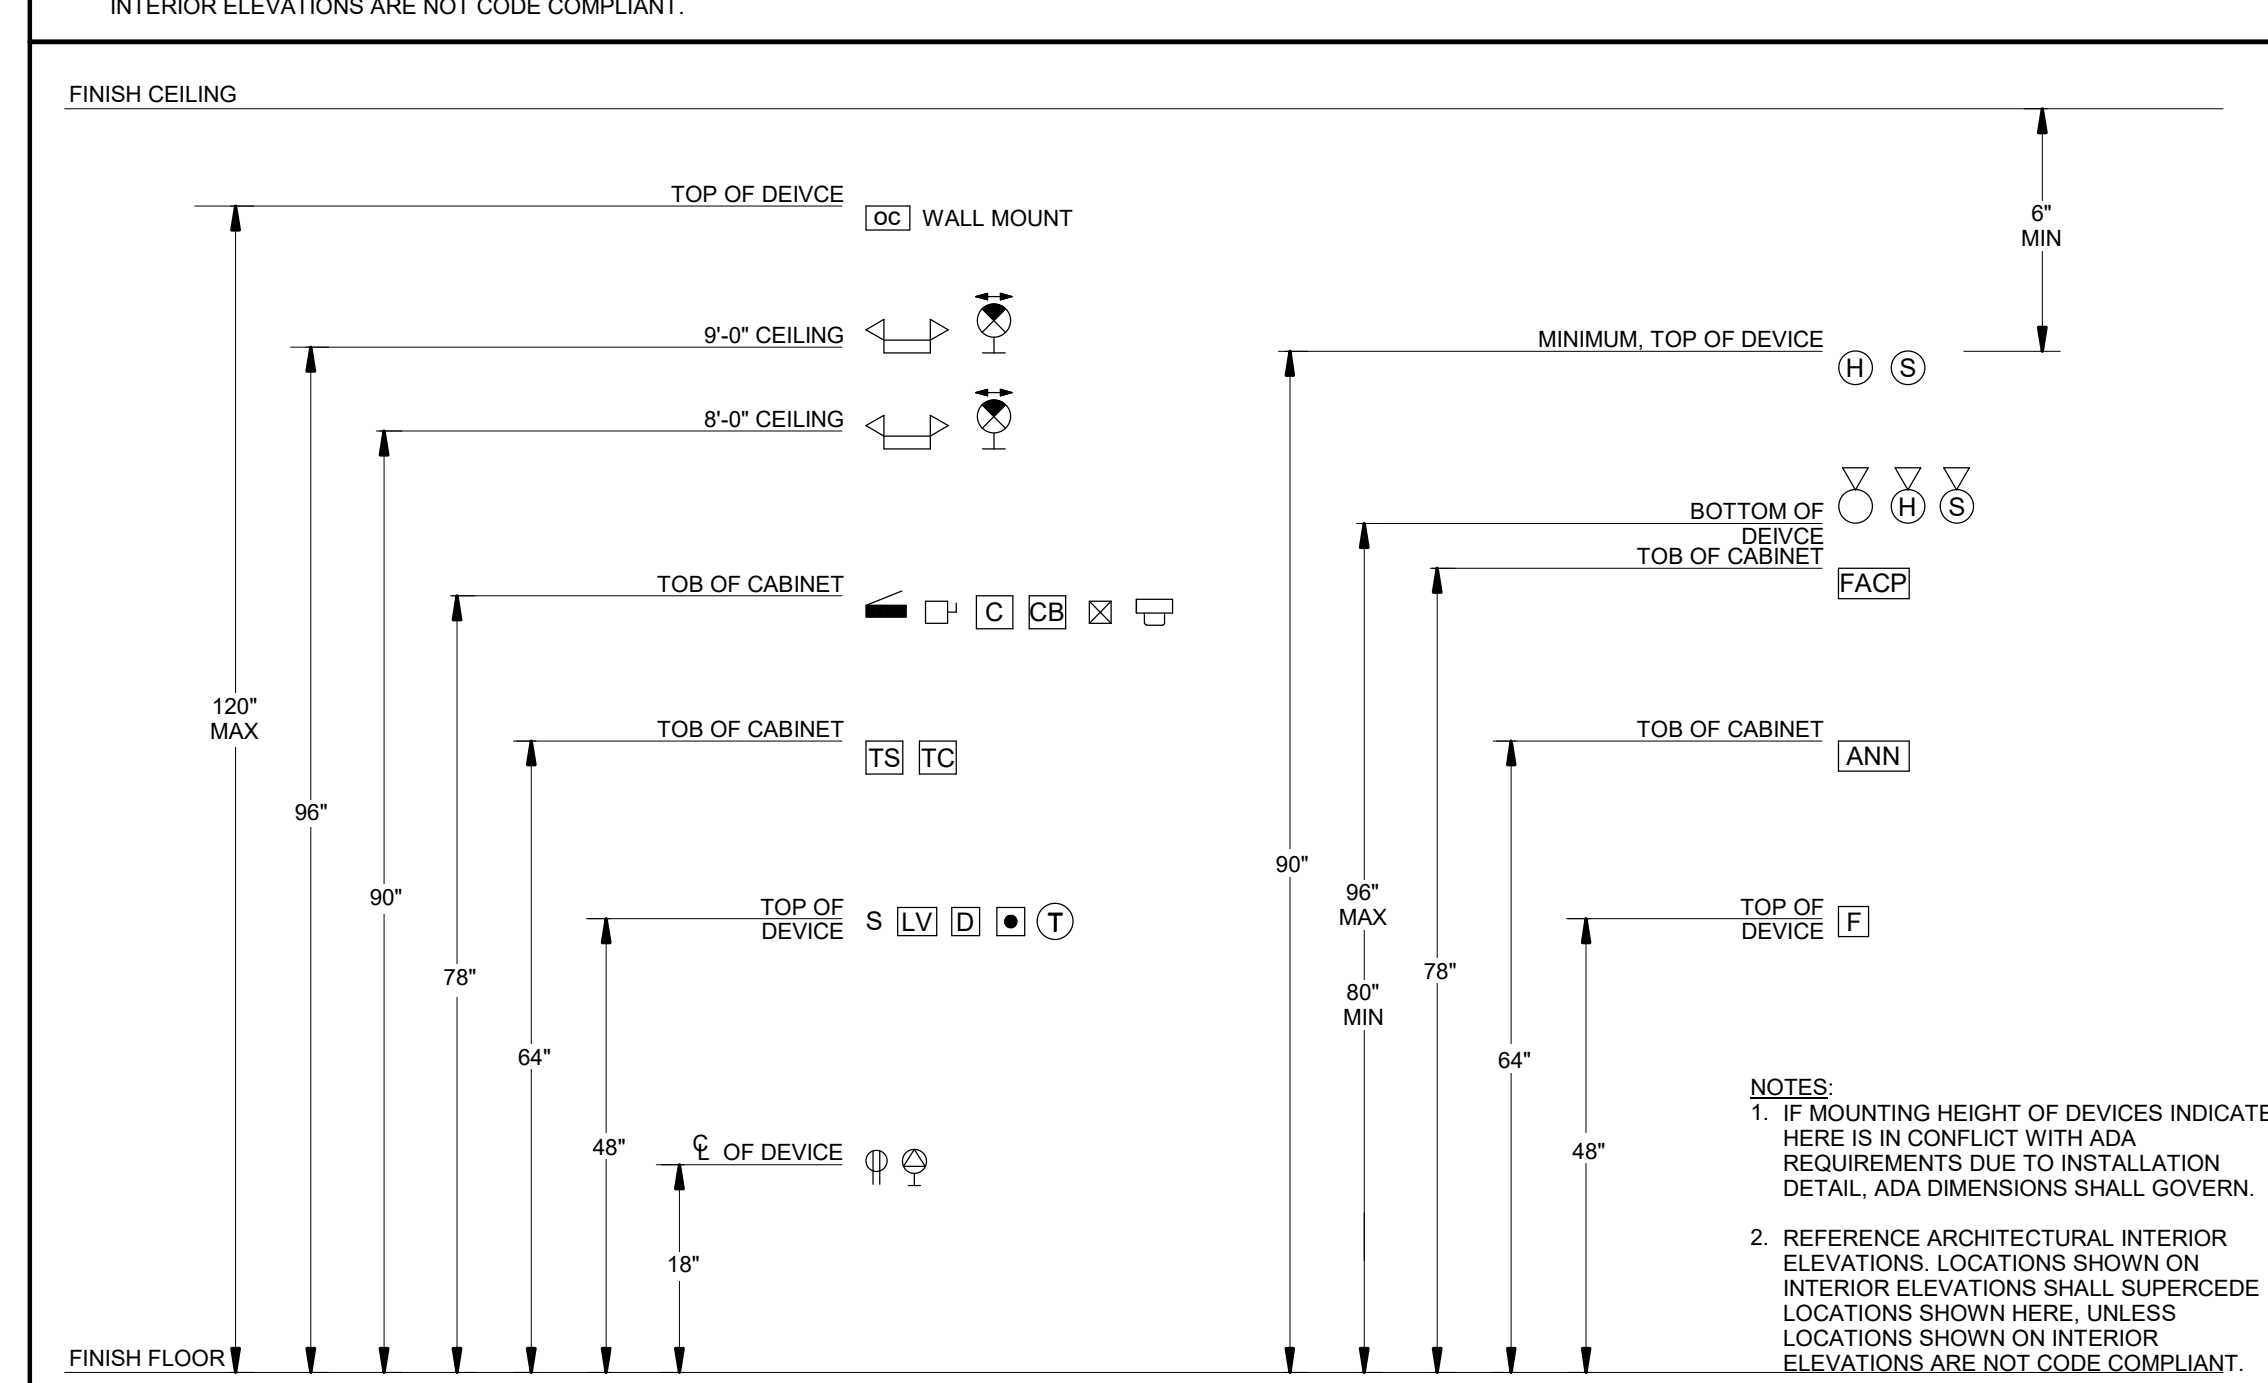 INTERIOR ELEVATIONS ARE NOT CODE COMPLIANT.
FINISH CEILING
TOP OF DEIVCE
OC WALL MOUNT
6"
MIN
9'-0" CEILING
8'-0" CEILING
MINIMUM, TOP OF DEVICE
H S
BOTTOM OF
DEIVCE
H S
TOB OF CABINET
FACP
TOB OF CABINET
C CB
120"
MAX
TOB OF CABINET
TS TC
TOB OF CABINET
ANN
96"
90"
90"
96"
MAX
80"
MIN
TOP OF
DEVICE
S LV D T
TOP OF
DEVICE
F
78"
78"
64"
64"
48"
48"
℄ OF DEVICE
18"
NOTES:
1. IF MOUNTING HEIGHT OF DEVICES INDICATE
HERE IS IN CONFLICT WITH ADA
REQUIREMENTS DUE TO INSTALLATION
DETAIL, ADA DIMENSIONS SHALL GOVERN.
2. REFERENCE ARCHITECTURAL INTERIOR
ELEVATIONS. LOCATIONS SHOWN ON
INTERIOR ELEVATIONS SHALL SUPERCEDE
LOCATIONS SHOWN HERE, UNLESS
LOCATIONS SHOWN ON INTERIOR
ELEVATIONS ARE NOT CODE COMPLIANT.
FINISH FLOOR